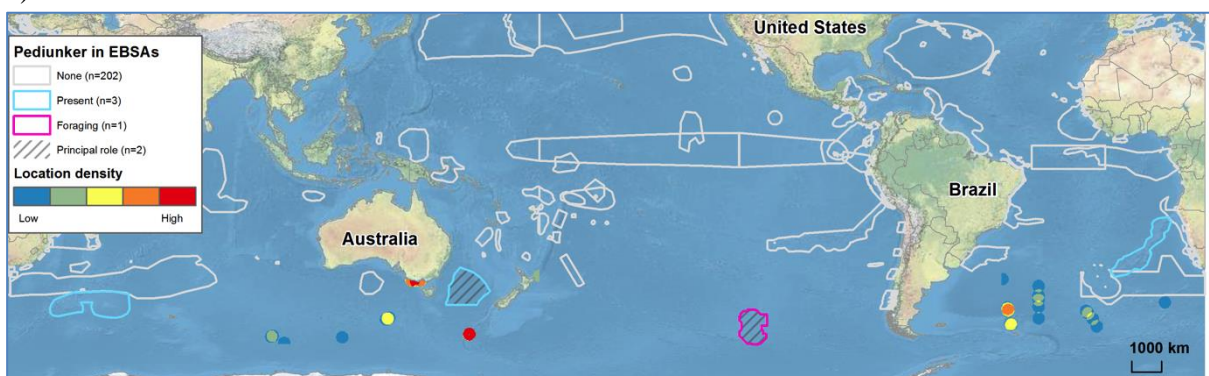 United States
Pediunker in EBSAs
None (n=202)
Present (n=3)
Foraging (n=1)
Principal role (n=2)
Location density
Low High
Brazil
Australia
1000 km